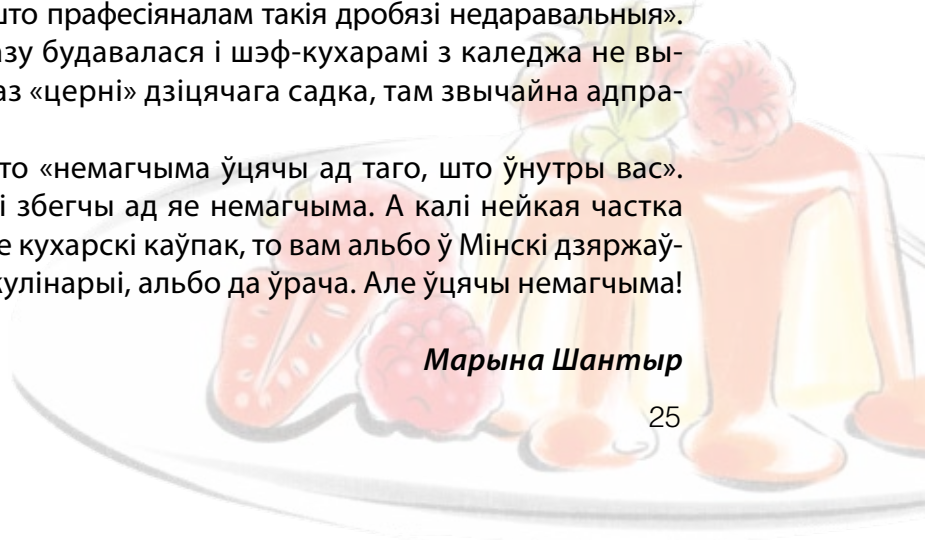 што прафесіяналам такія дробязі недаравальныя».
азу будавалася і шэф-кухарамі з каледжа не вы-
аз «церні» дзіцячага садка, там звычайна адпра-
то «немагчыма ўцячы ад таго, што ўнутры вас».
і збегчы ад яе немагчыма. А калі нейкая частка
е кухарскі каўпак, то вам альбо ў Мінскі дзяржаў-
кулінарыі, альбо да ўрача. Але ўцячы немагчыма!
Марына Шантыр
25